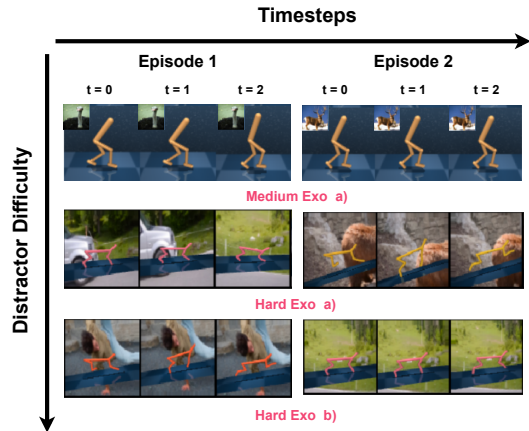 Timesteps
Episode 1
Episode 2
t = 0
t = 1
t = 2
t = 0
t = 1
t = 2
Medium Exo a)
Hard Exo a)
Hard Exo b)
Distractor Difficulty